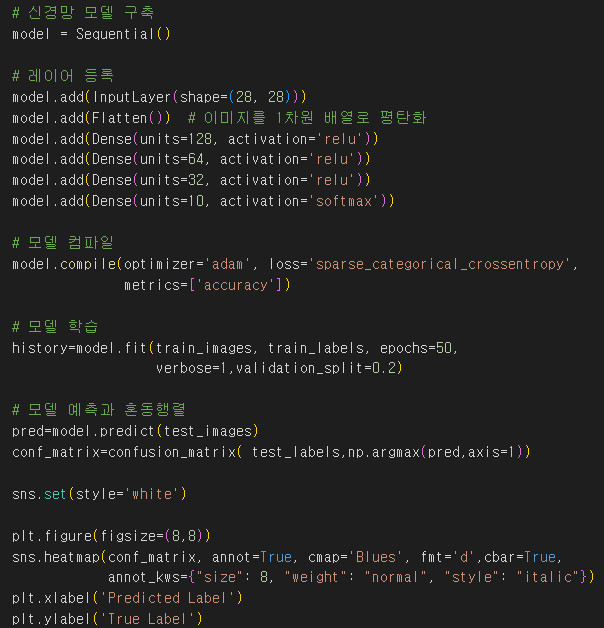 # 신경망 모델 구축
model = Sequential()
# 레이어 등록
model.add(InputLayer(shape=(28, 28)))
model.add(Flatten())  # 이미지를 1차원 배열로 평탄화
model.add(Dense(units=128, activation='relu'))
model.add(Dense(units=64, activation='relu'))
model.add(Dense(units=32, activation='relu'))
model.add(Dense(units=10, activation='softmax'))
# 모델 컴파일
model.compile(optimizer='adam', loss='sparse_categorical_crossentropy',
metrics=['accuracy'])
# 모델 학습
history=model.fit(train_images, train_labels, epochs=50,
verbose=1,validation_split=0.2)
# 모델 예측과 혼동행렬
pred=model.predict(test_images)
conf_matrix=confusion_matrix( test_labels,np.argmax(pred,axis=1))
sns.set(style='white')
plt.figure(figsize=(8,8))
sns.heatmap(conf_matrix, annot=True, cmap='Blues', fmt='d',cbar=True,
annot_kws={"size": 8, "weight": "normal", "style": "italic"})
plt.xlabel('Predicted Label')
plt.ylabel('True Label')